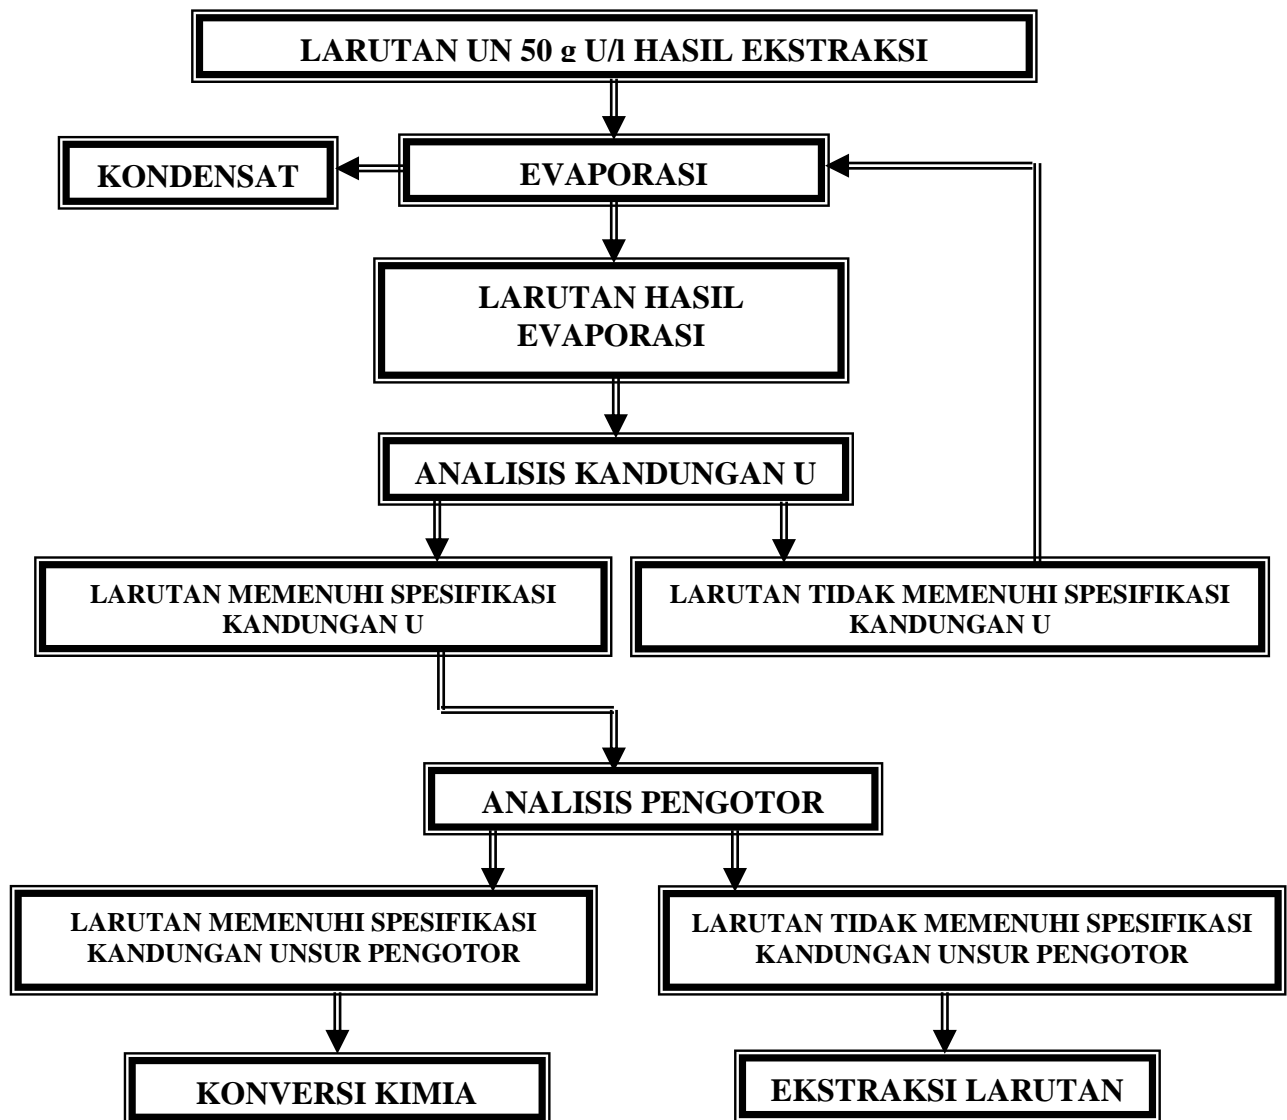 LARUTAN UN 50 g U/l HASIL EKSTRAKSI
KONDENSAT
EVAPORASI
LARUTAN HASIL
EVAPORASI
ANALISIS KANDUNGAN U
LARUTAN MEMENUHI SPESIFIKASI
KANDUNGAN U
LARUTAN TIDAK MEMENUHI SPESIFIKASI
KANDUNGAN U
ANALISIS PENGOTOR
LARUTAN MEMENUHI SPESIFIKASI
KANDUNGAN UNSUR PENGOTOR
LARUTAN TIDAK MEMENUHI SPESIFIKASI
KANDUNGAN UNSUR PENGOTOR
KONVERSI KIMIA
EKSTRAKSI LARUTAN